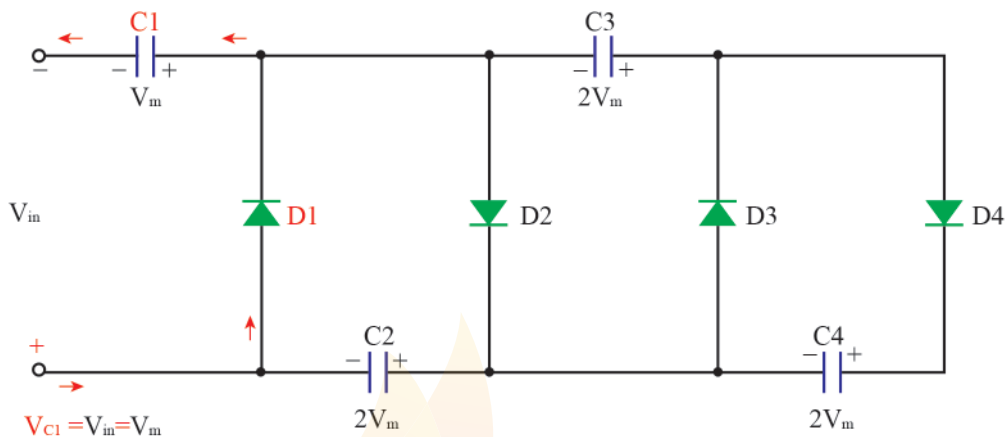 C1 C3
− − + − +
Vm 2Vm
Vin D1 D2 D3 D4
+ C2 C4
− + − +
2Vm 2Vm
VC1 =Vin=Vm